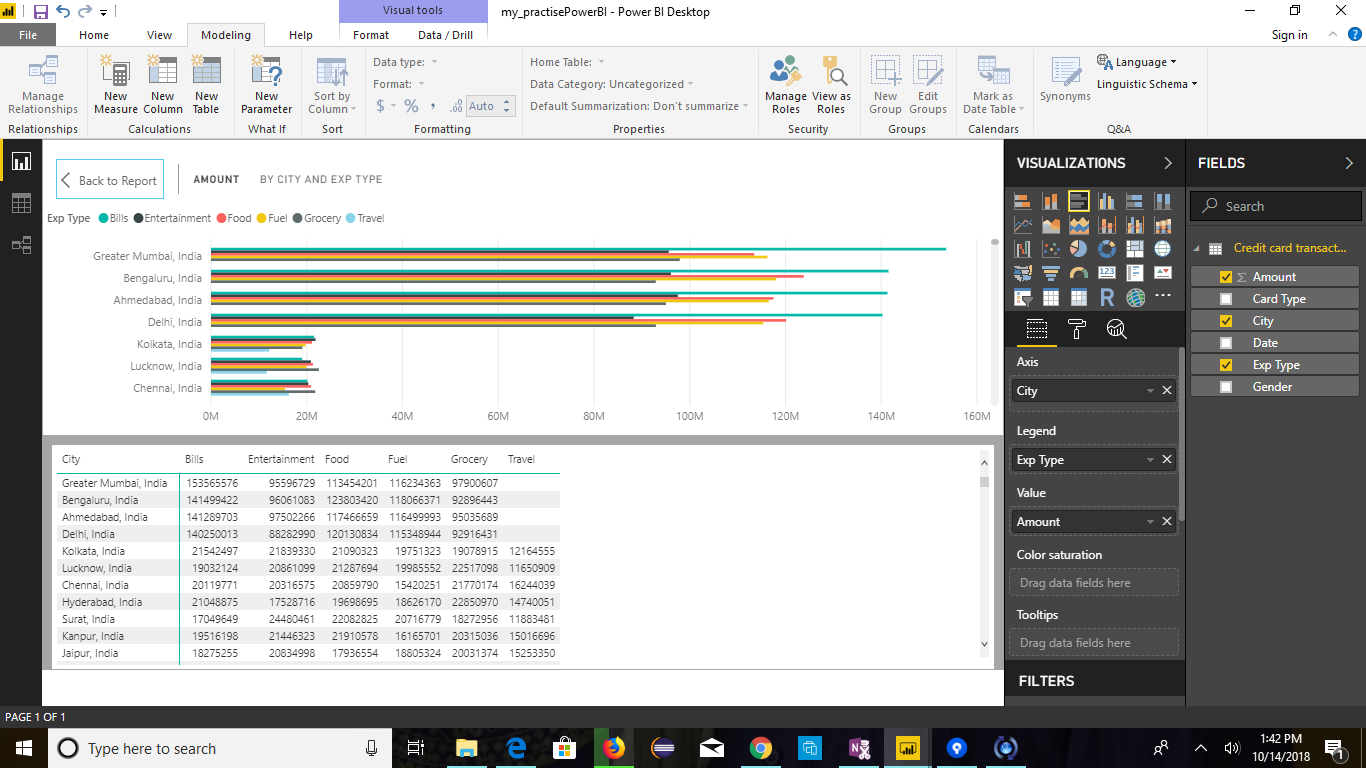 Visual tools
my_practisePowerBI - Power BI Desktop
File Home View Modeling Help Format Data / Drill
Sign in
Manage Relationships
New Measure
New Column
New Table
New Parameter
Sort by Column
Data type:
Format:
$ % , .00 Auto
Home Table:
Data Category: Uncategorized
Default Summarization: Don't summarize
Manage Roles
View as Roles
New Group
Edit Groups
Mark as Date Table
Synonyms
Language
Linguistic Schema
Relationships Calculations What If Sort Formatting Properties Security Groups Calendars Q&A
Back to Report
AMOUNT BY CITY AND EXP TYPE
Exp Type Bills Entertainment Food Fuel Grocery Travel
Greater Mumbai, India
Bengaluru, India
Ahmedabad, India
Delhi, India
Kolkata, India
Lucknow, India
Chennai, India
0M 20M 40M 60M 80M 100M 120M 140M 160M
City Bills Entertainment Food Fuel Grocery Travel
Greater Mumbai, India 153565576 95596729 113454201 116234363 97900607
Bengaluru, India 141499422 96061083 123803420 118066371 92896443
Ahmedabad, India 141289703 97502266 117466659 116499993 95035689
Delhi, India 140250013 88282990 120130834 115348944 92916431
Kolkata, India 21542497 21839330 21090323 19751323 19078915 12164555
Lucknow, India 19032124 20861099 21287694 19985552 22517098 11650909
Chennai, India 20119771 20316575 20859790 15420251 21770174 16244039
Hyderabad, India 21048875 17528716 19698695 18626170 22850970 14740051
Surat, India 17049649 24480461 22082825 20716779 18272956 11883481
Kanpur, India 19516198 21446323 21910578 16165701 20315036 15016696
Jaipur, India 18275255 20834998 17936554 18805324 20031374 15253350
VISUALIZATIONS
123
R
Axis
City
Legend
Exp Type
Value
Amount
Color saturation
Drag data fields here
Tooltips
Drag data fields here
FILTERS
FIELDS
Search
Credit card transact...
Σ Amount
Card Type
City
Date
Exp Type
Gender
PAGE 1 OF 1
Type here to search
1:42 PM
10/14/2018
1